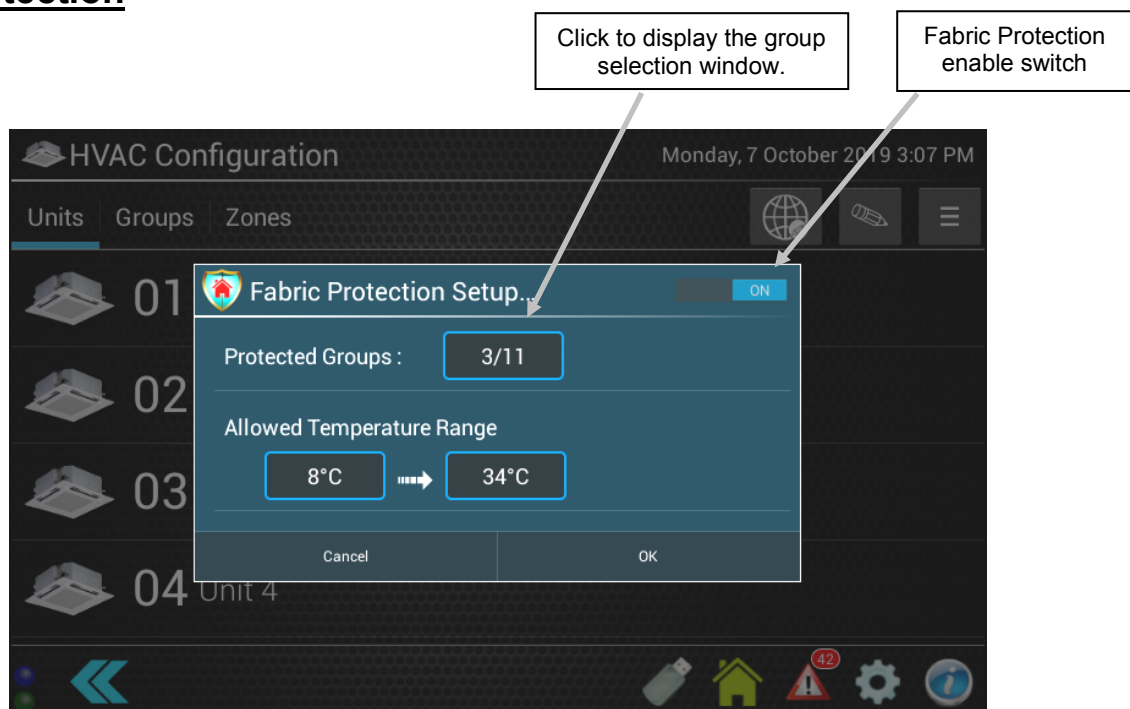 Click to display the group
selection window.
Fabric Protection
enable switch
HVAC Configuration
Monday, 7 October 2019 3:07 PM
Units Groups Zones
01
Fabric Protection Setup...
ON
Protected Groups :
3/11
02
Allowed Temperature Range
8°C
34°C
03
Cancel
OK
04 Unit 4
42